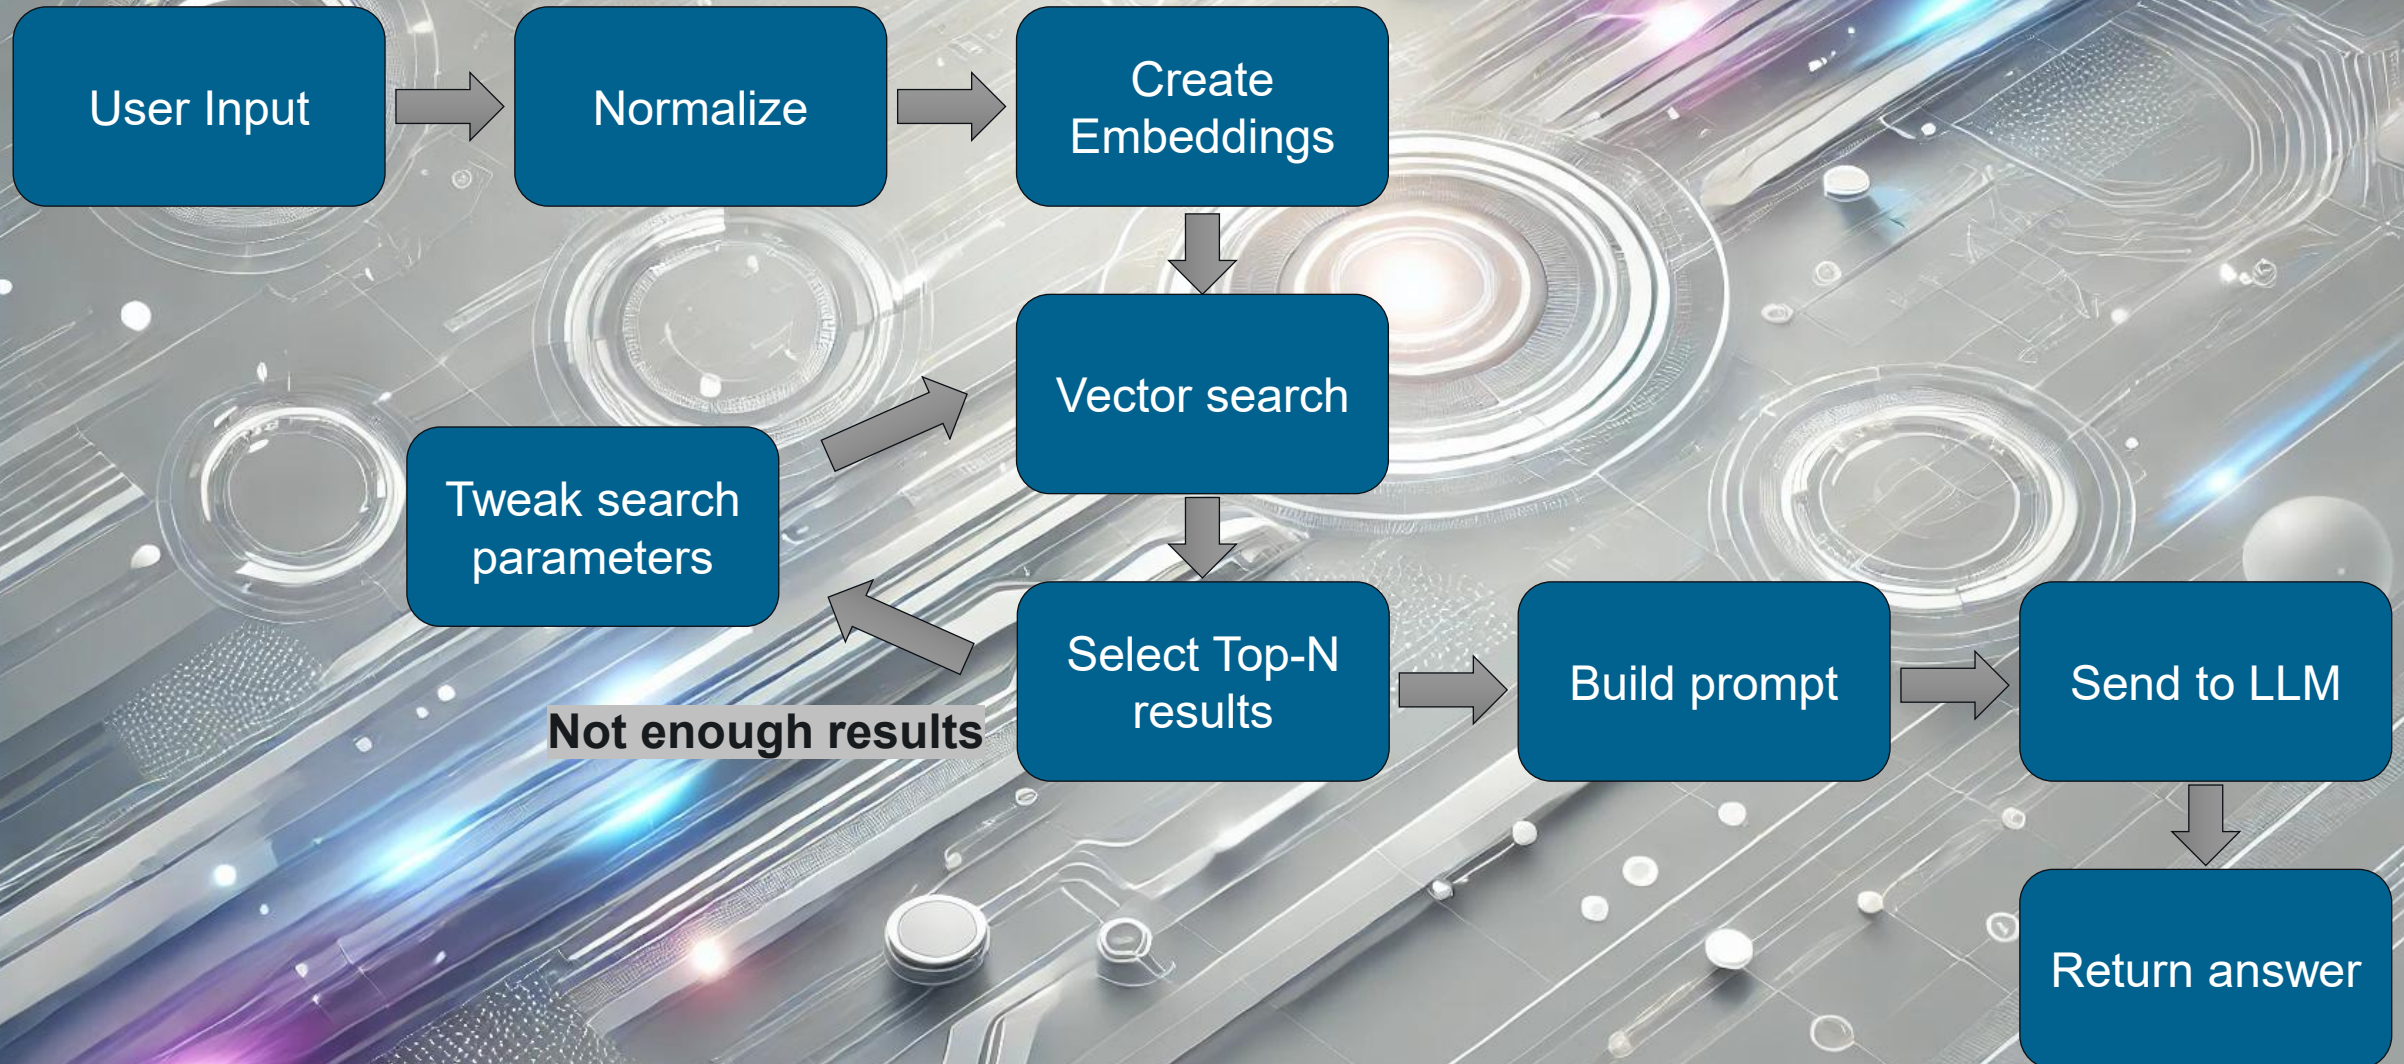 User Input
Normalize
Create
Embeddings
Vector search
Tweak search
parameters
Select Top-N
results
Not enough results
Build prompt
Send to LLM
Return answer